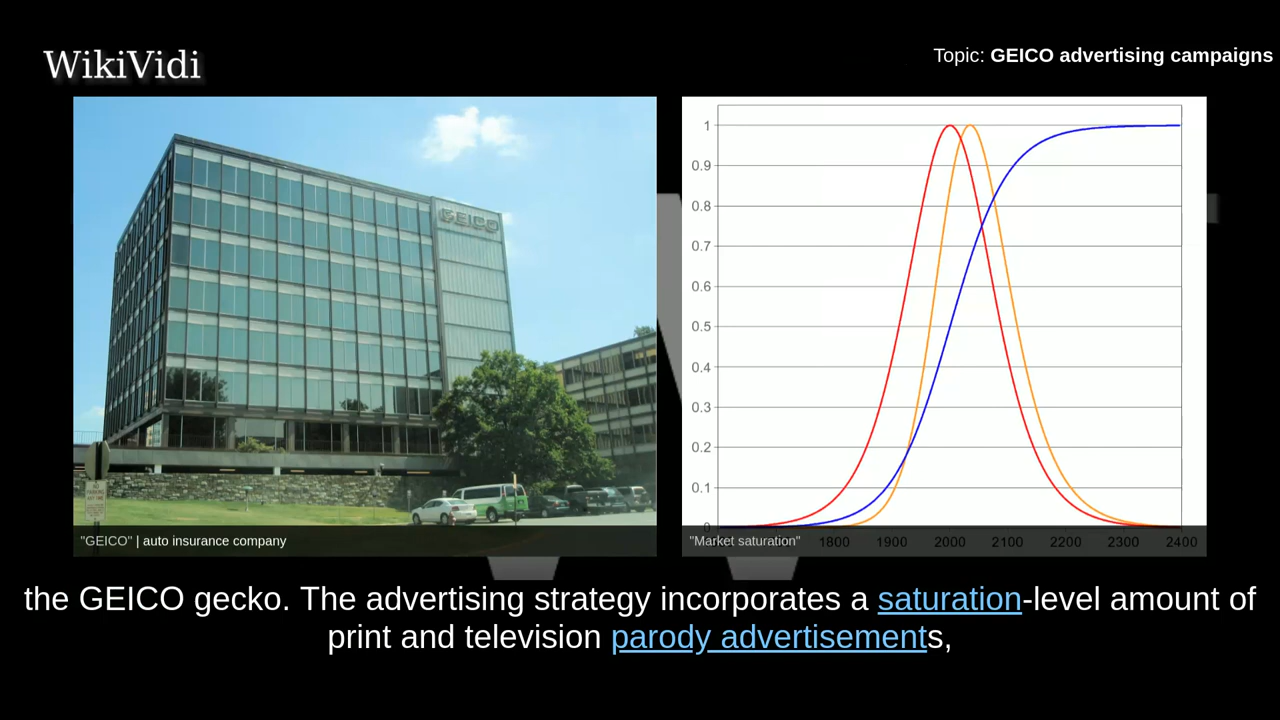 WikiVidi
Topic: GEICO advertising campaigns
GEICO
1
0.9
0.8
0.7
0.6
0.5
0.4
0.3
0.2
0.1
0
1800 1900 2000 2100 2200 2300 2400
"GEICO" | auto insurance company
"Market saturation"
the GEICO gecko. The advertising strategy incorporates a saturation-level amount of
print and television parody advertisements,